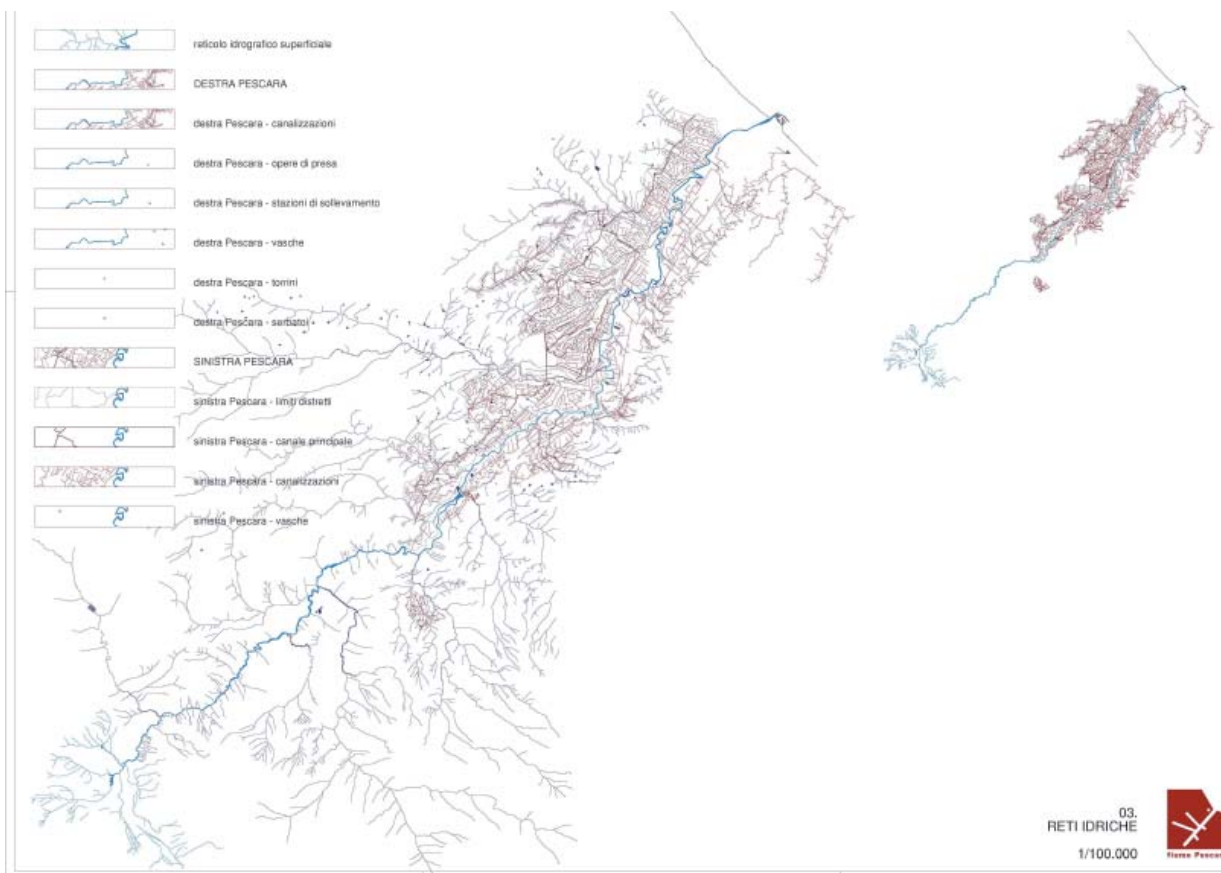 reticolo idrografico superficiale
DESTRA PESCARA
destra Pescara - canalizzazioni
destra Pescara - opere di presa
destra Pescara - stazioni di sollevamento
destra Pescara - vasche
destra Pescara - torrini
destra Pescara - serbatoi
SINISTRA PESCARA
sinistra Pescara - limiti distretti
sinistra Pescara - canale principale
sinistra Pescara - canalizzazioni
sinistra Pescara - vasche
03.
RETI IDRICHE
1/100.000
fiume Pescara